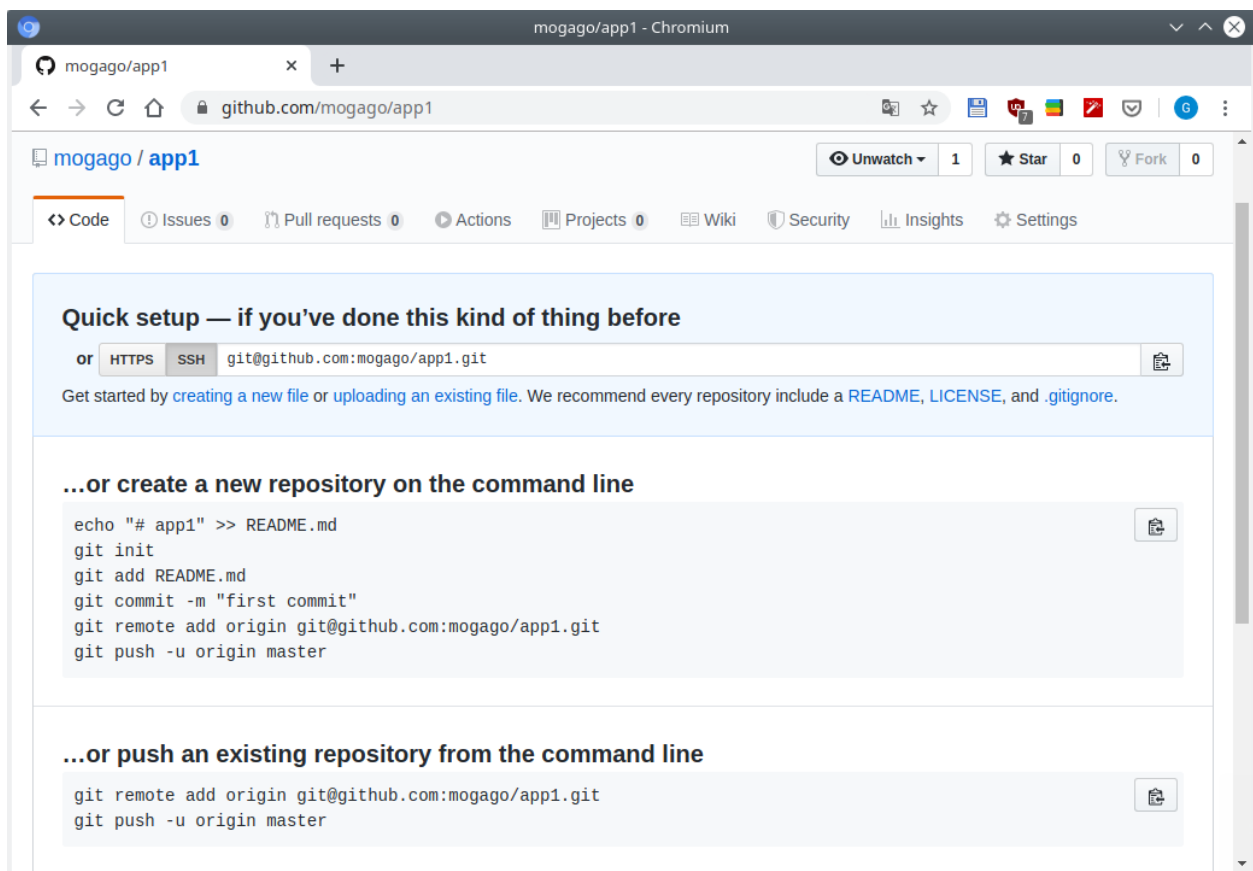 mogago/app1 - Chromium
mogago/app1
github.com/mogago/app1
7
G
mogago / app1
Unwatch 1 Star 0 Fork 0
Code Issues 0 Pull requests 0 Actions Projects 0 Wiki Security Insights Settings
Quick setup — if you’ve done this kind of thing before
or HTTPS SSH git@github.com:mogago/app1.git
Get started by creating a new file or uploading an existing file. We recommend every repository include a README, LICENSE, and .gitignore.
…or create a new repository on the command line
echo "# app1" >> README.md
git init
git add README.md
git commit -m "first commit"
git remote add origin git@github.com:mogago/app1.git
git push -u origin master
…or push an existing repository from the command line
git remote add origin git@github.com:mogago/app1.git
git push -u origin master